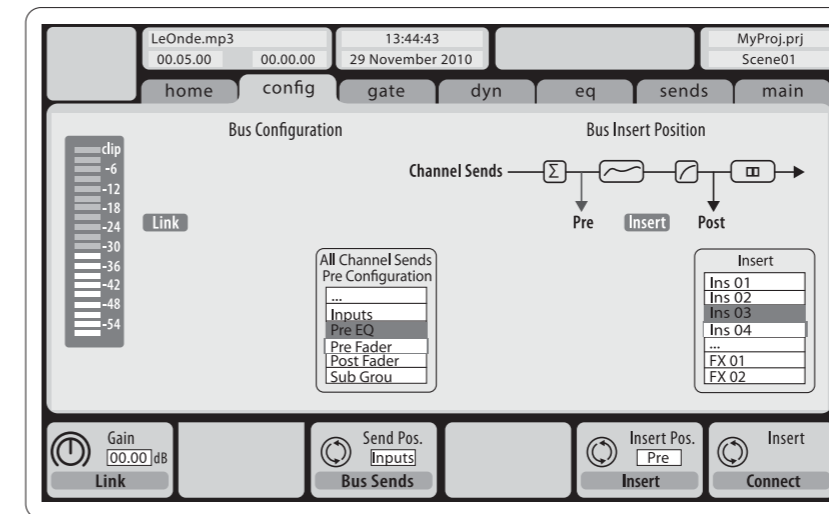 LeOnde.mp3
00.05.00 00.00.00
13:44:43
29 November 2010
MyProj.prj
Scene01
home config gate dyn eq sends main
Bus Configuration
Bus Insert Position
clip
-6
-12
-18
-24
-30
-36
-42
-48
-54
Link
Channel Sends
Σ
Pre Insert Post
All Channel Sends
Pre Configuration
...
Inputs
Pre EQ
Pre Fader
Post Fader
Sub Grou
Insert
Ins 01
Ins 02
Ins 03
Ins 04
...
FX 01
FX 02
Gain
00.00 dB
Link
Send Pos.
Inputs
Bus Sends
Insert Pos.
Pre
Insert
Insert
Connect